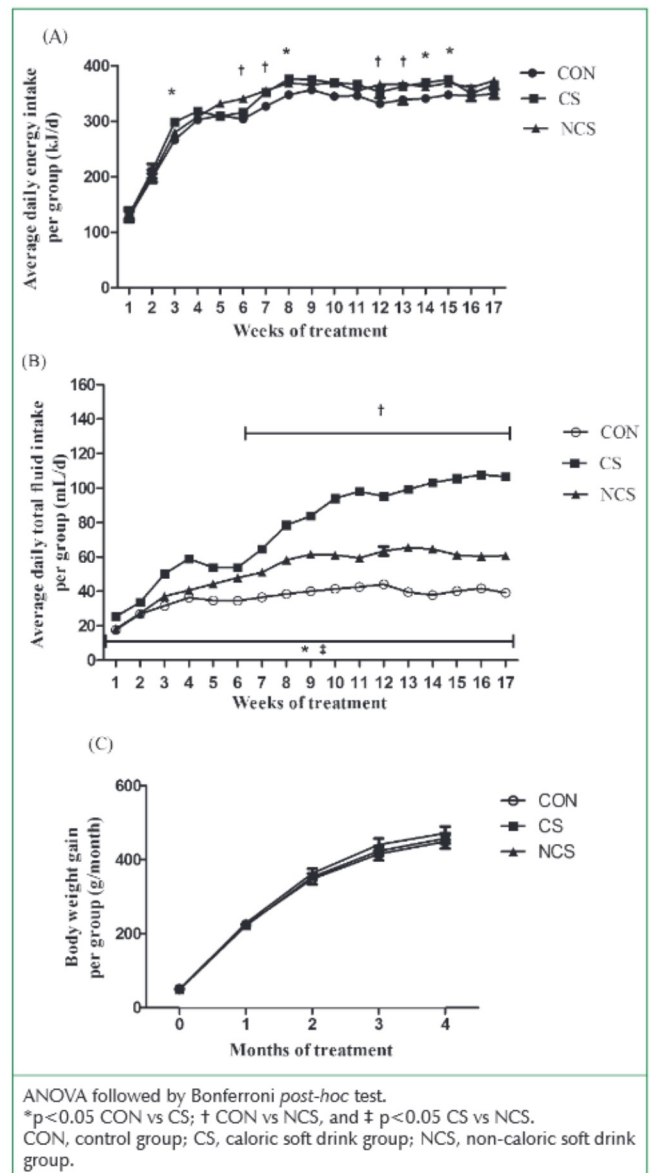 (A)
† † * † † * *
*
400
300
200
100
0
Average daily energy intake
per group (kJ/d)
CON
CS
NCS
1 2 3 4 5 6 7 8 9 10 11 12 13 14 15 16 17
Weeks of treatment
(B)
160
140
120
100
80
60
40
20
0
Average daily total fluid intake
per group (mL/d)
†
CON
CS
NCS
* ‡
1 2 3 4 5 6 7 8 9 10 11 12 13 14 15 16 17
Weeks of treatment
(C)
600
400
200
0
Body weight gain
per group (g/month)
CON
CS
NCS
0 1 2 3 4
Months of treatment
ANOVA followed by Bonferroni post-hoc test.
*p<0.05 CON vs CS; † CON vs NCS, and ‡ p<0.05 CS vs NCS.
CON, control group; CS, caloric soft drink group; NCS, non-caloric soft drink
group.